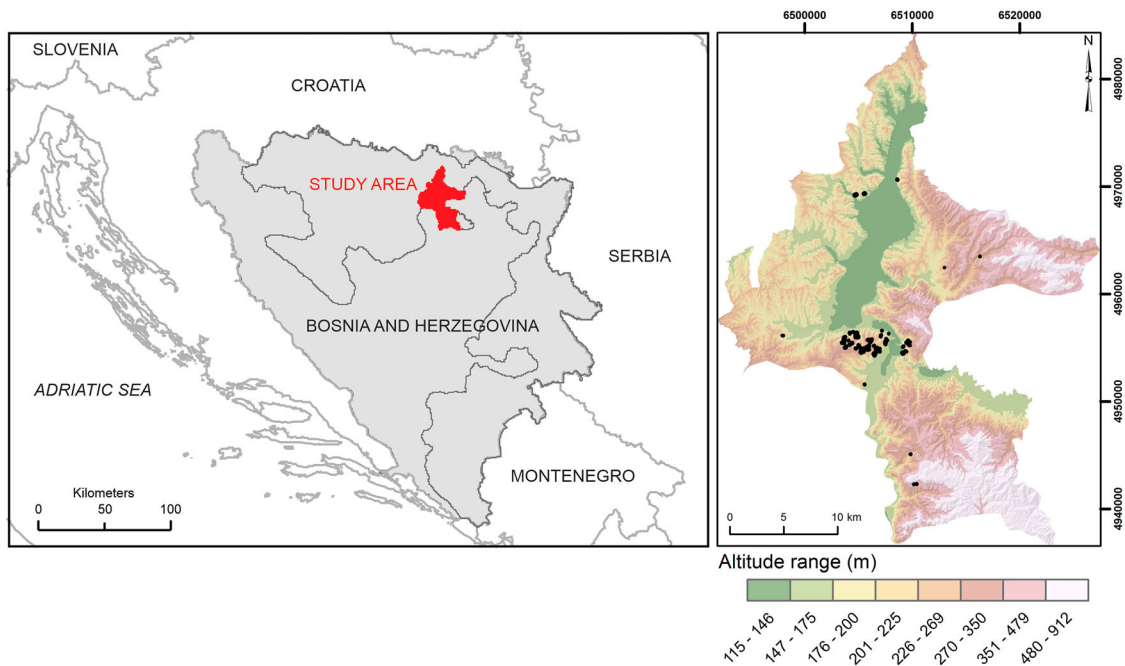 SLOVENIA
CROATIA
STUDY AREA
SERBIA
BOSNIA AND HERZEGOVINA
ADRIATIC SEA
MONTENEGRO
Kilometers
0 50 100
6500000 6510000 6520000
N
4980000
4970000
4960000
4950000
4940000
0 5 10 km
Altitude range (m)
115 - 146
147 - 175
176 - 200
201 - 225
226 - 269
270 - 350
351 - 479
480 - 912